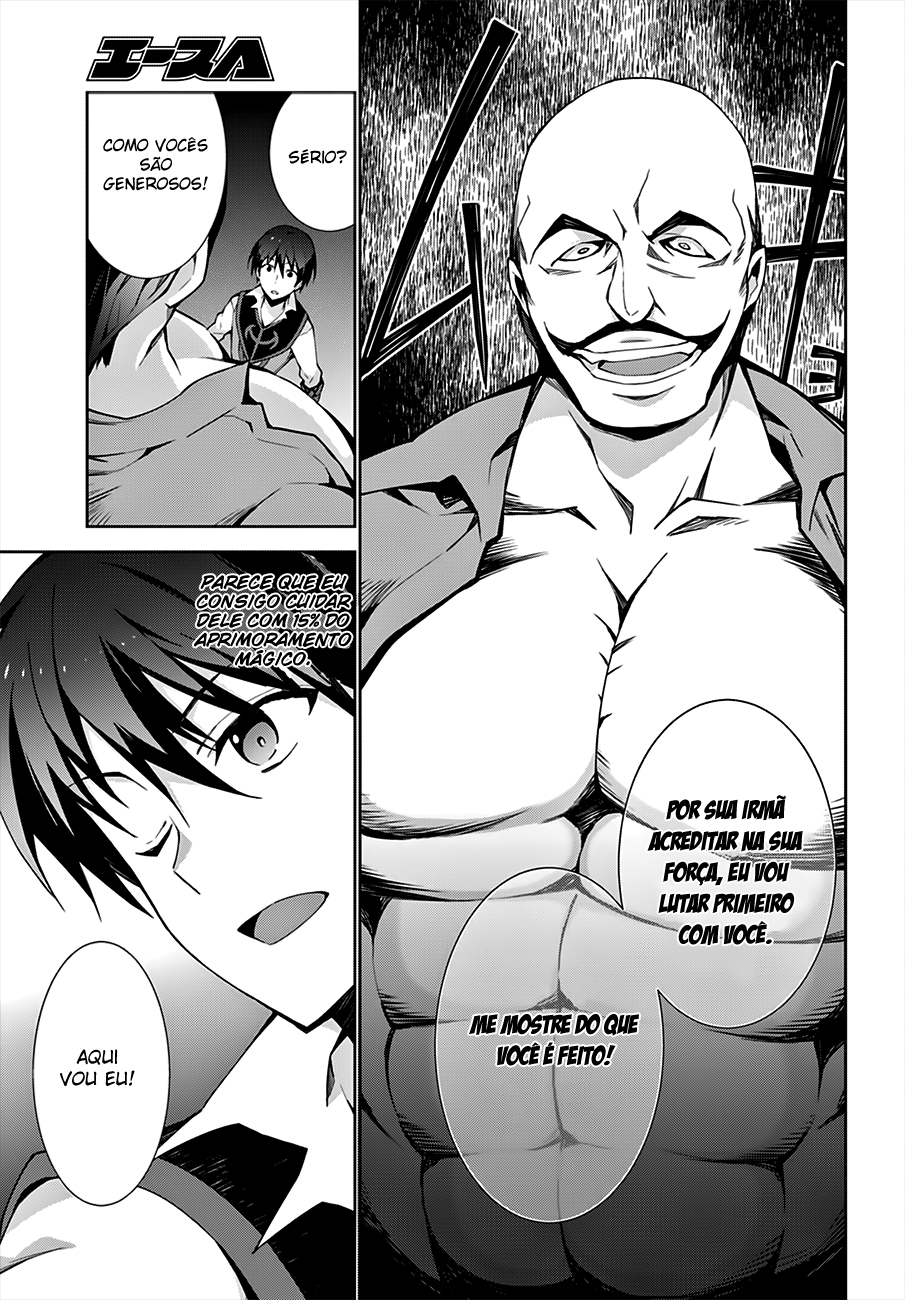 エースA
POR SUA IRMÃ
ACREDITAR NA SUA
FORÇA, EU VOU
LUTAR PRIMEIRO
COM VOCÊ.
ME MOSTRE DO QUE
VOCÊ É FEITO!
SÉRIO?
COMO VOCÊS
SÃO
GENEROSOS!
PARECE QUE EU
CONSIGO CUIDAR
DELE COM 15% DO
APRIMORAMENTO
MÁGICO.
AQUI
VOU EU!